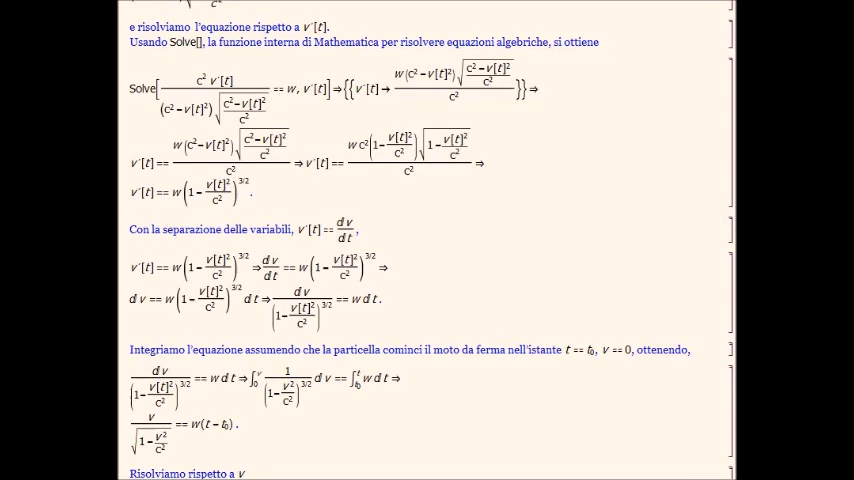 e risolviamo l'equazione rispetto a v′[t].
Usando Solve[], la funzione interna di Mathematica per risolvere equazioni algebriche, si ottiene
Solve[c² v′[t] / ((c²−v[t]²) √((c²−v[t]²)/c²)) == w, v′[t]] ⇒ {{v′[t] → w (c²−v[t]²) √((c²−v[t]²)/c²) / c²}} ⇒
v′[t] == w (c²−v[t]²) √((c²−v[t]²)/c²) / c² ⇒ v′[t] == w c² (1−v[t]²/c²) √(1−v[t]²/c²) / c² ⇒
v′[t] == w (1−v[t]²/c²)^3/2.
Con la separazione delle variabili, v′[t] == ⅆv/ⅆt,
v′[t] == w (1−v[t]²/c²)^3/2 ⇒ ⅆv/ⅆt == w (1−v[t]²/c²)^3/2 ⇒
ⅆv == w (1−v[t]²/c²)^3/2 ⅆt ⇒ ⅆv / (1−v[t]²/c²)^3/2 == w ⅆt.
Integriamo l'equazione assumendo che la particella cominci il moto da ferma nell'istante t == t₀, v == 0, ottenendo,
ⅆv / (1−v[t]²/c²)^3/2 == w ⅆt ⇒ ∫₀^v 1 / (1−v²/c²)^3/2 ⅆv == ∫_t₀^t w ⅆt ⇒
v / √(1−v²/c²) == w (t − t₀).
Risolviamo rispetto a v